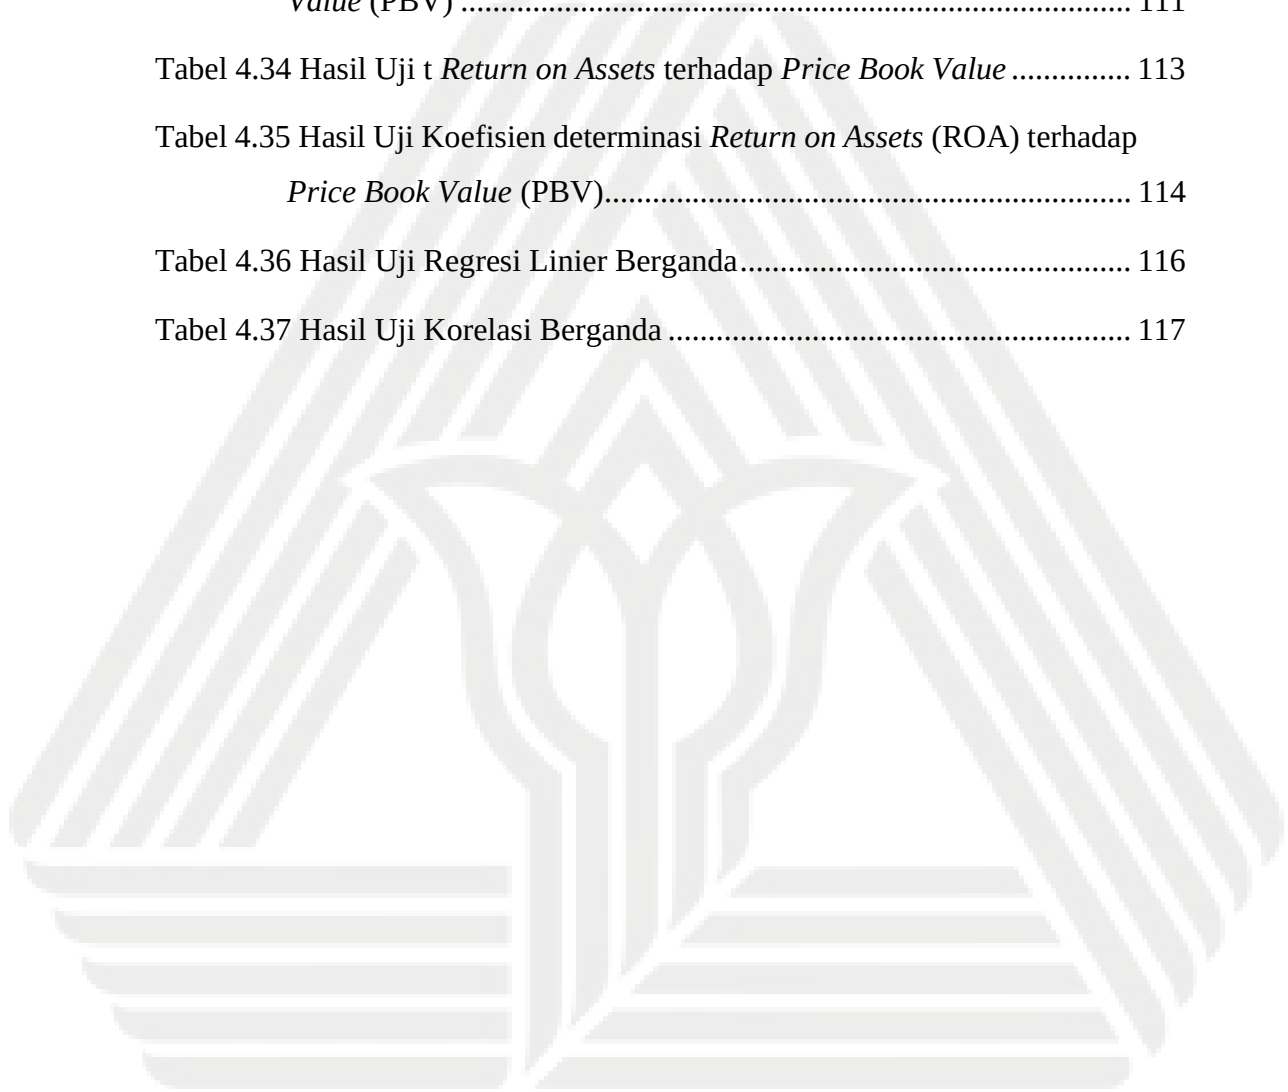 Value (PBV) ................................................................................... 111
Tabel 4.34 Hasil Uji t Return on Assets terhadap Price Book Value ............... 113
Tabel 4.35 Hasil Uji Koefisien determinasi Return on Assets (ROA) terhadap
Price Book Value (PBV)................................................................. 114
Tabel 4.36 Hasil Uji Regresi Linier Berganda................................................ 116
Tabel 4.37 Hasil Uji Korelasi Berganda ......................................................... 117